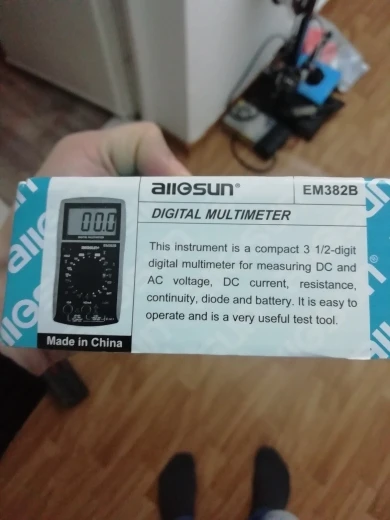 allosun®
EM382B
DIGITAL MULTIMETER
This instrument is a compact 3 1/2-digit
digital multimeter for measuring DC and
AC voltage, DC current, resistance,
continuity, diode and battery. It is easy to
operate and is a very useful test tool.
00.0
Made in China